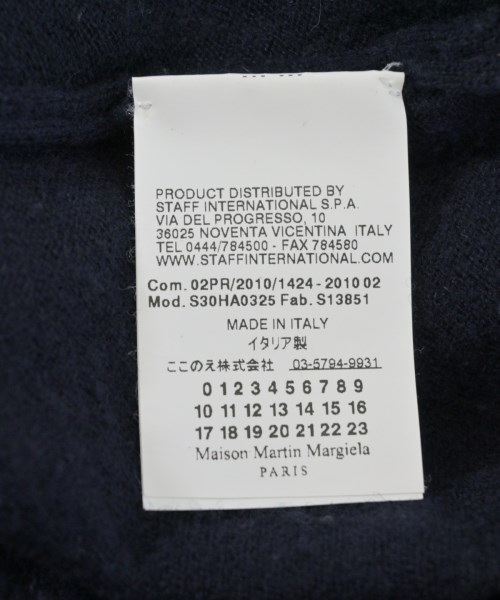 PRODUCT DISTRIBUTED BY
STAFF INTERNATIONAL S.P.A.
VIA DEL PROGRESSO, 10
36025 NOVENTA VICENTINA ITALY
TEL 0444/784500 - FAX 784580
WWW.STAFFINTERNATIONAL.COM
Com. 02PR/2010/1424 - 2010 02
Mod. S30HA0325 Fab. S13851
MADE IN ITALY
イタリア製
ここのえ株式会社 03-5794-9931
0 1 2 3 4 5 6 7 8 9
10 11 12 13 14 15 16
17 18 19 20 21 22 23
Maison Martin Margiela
PARIS